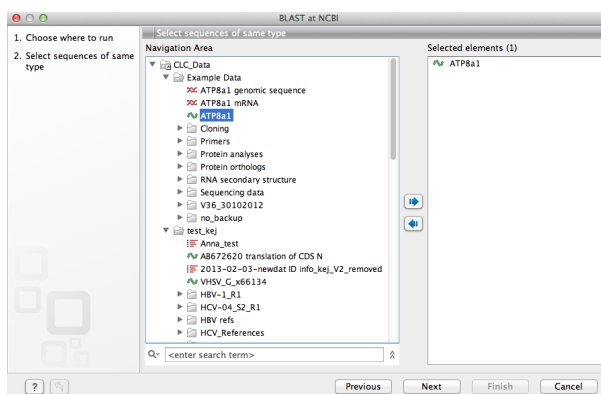 BLAST at NCBI
1. Choose where to run
2. Select sequences of same
type
Select sequences of same type
Navigation Area
CLC_Data
Example Data
ATP8a1 genomic sequence
ATP8a1 mRNA
ATP8a1
Cloning
Primers
Protein analyses
Protein orthologs
RNA secondary structure
Sequencing data
V36_30102012
no_backup
test_kej
Anna_test
AB672620 translation of CDS N
2013-02-03-newdat ID info_kej_V2_removed
VHSV_G_x66134
HBV-1_R1
HCV-04_S2_R1
HBV refs
HCV_References
<enter search term>
Selected elements (1)
ATP8a1
?
Previous
Next
Finish
Cancel